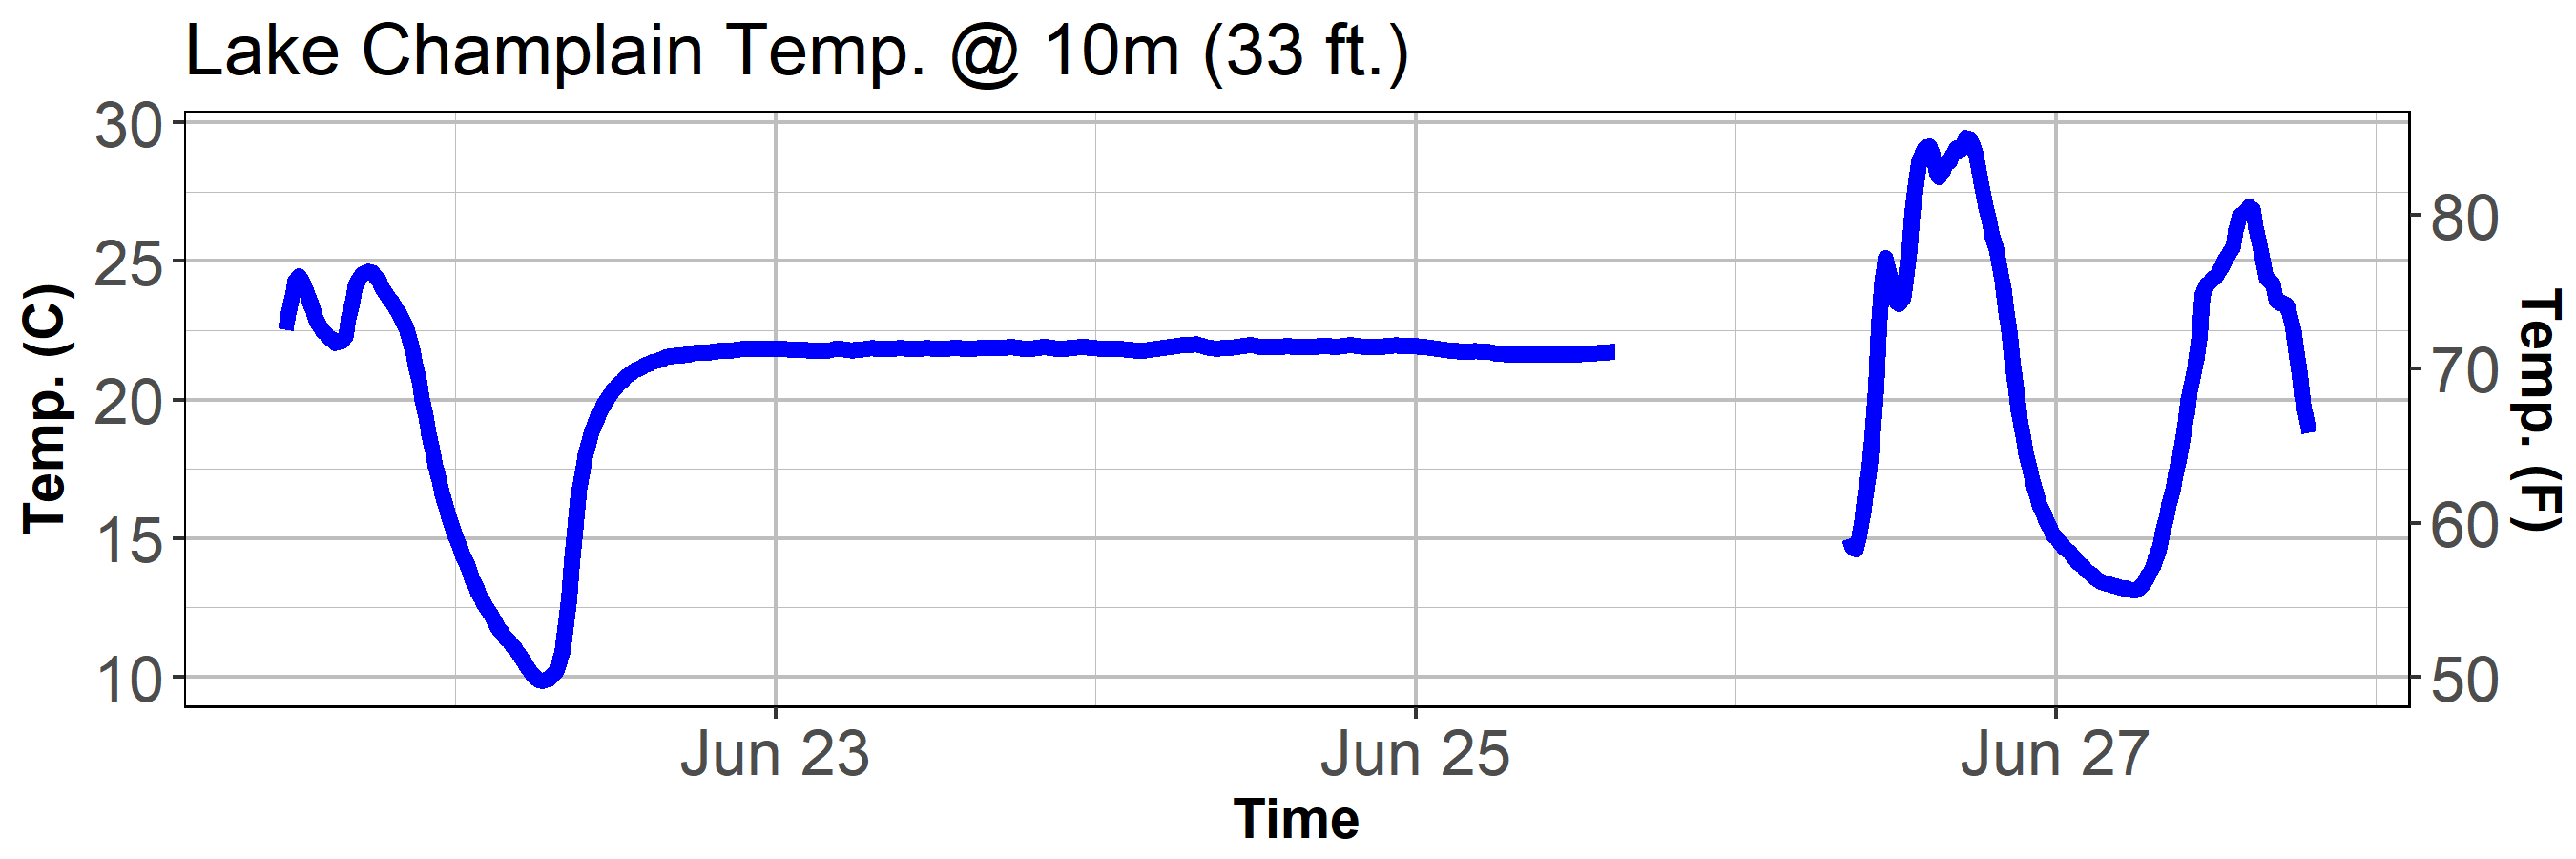 Lake Champlain Temp. @ 10m (33 ft.)
Temp. (C)
30
25
20
15
10
80
70
60
50
Temp. (F)
Jun 23
Jun 25
Jun 27
Time